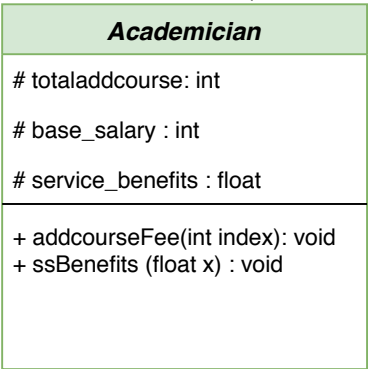 Academician
# totaladdcourse: int
# base_salary : int
# service_benefits : float
+ addcourseFee(int index): void
+ ssBenefits (float x) : void